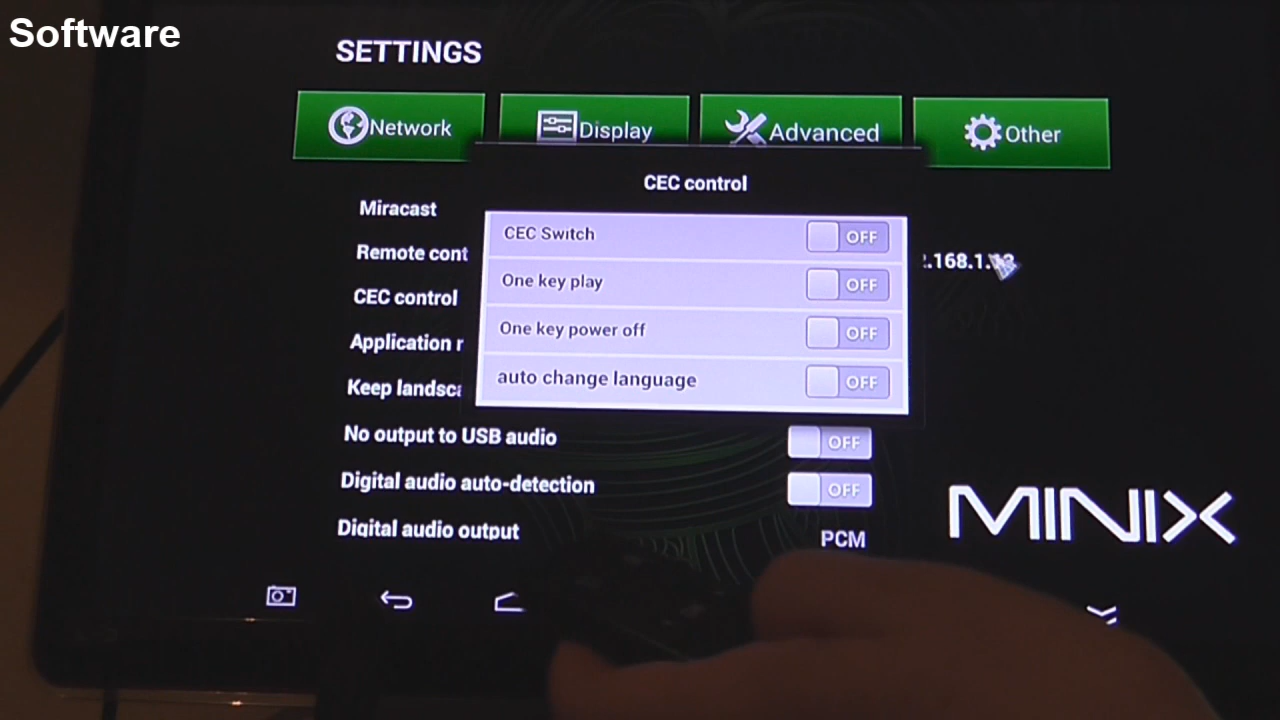 Software
SETTINGS
Network
Display
Advanced
Other
CEC control
Miracast
CEC Switch
OFF
Remote cont
.168.1.
One key play
OFF
CEC control
One key power off
OFF
Application r
auto change language
OFF
Keep landsca
No output to USB audio
OFF
Digital audio auto-detection
OFF
Digital audio output
PCM
MINIX